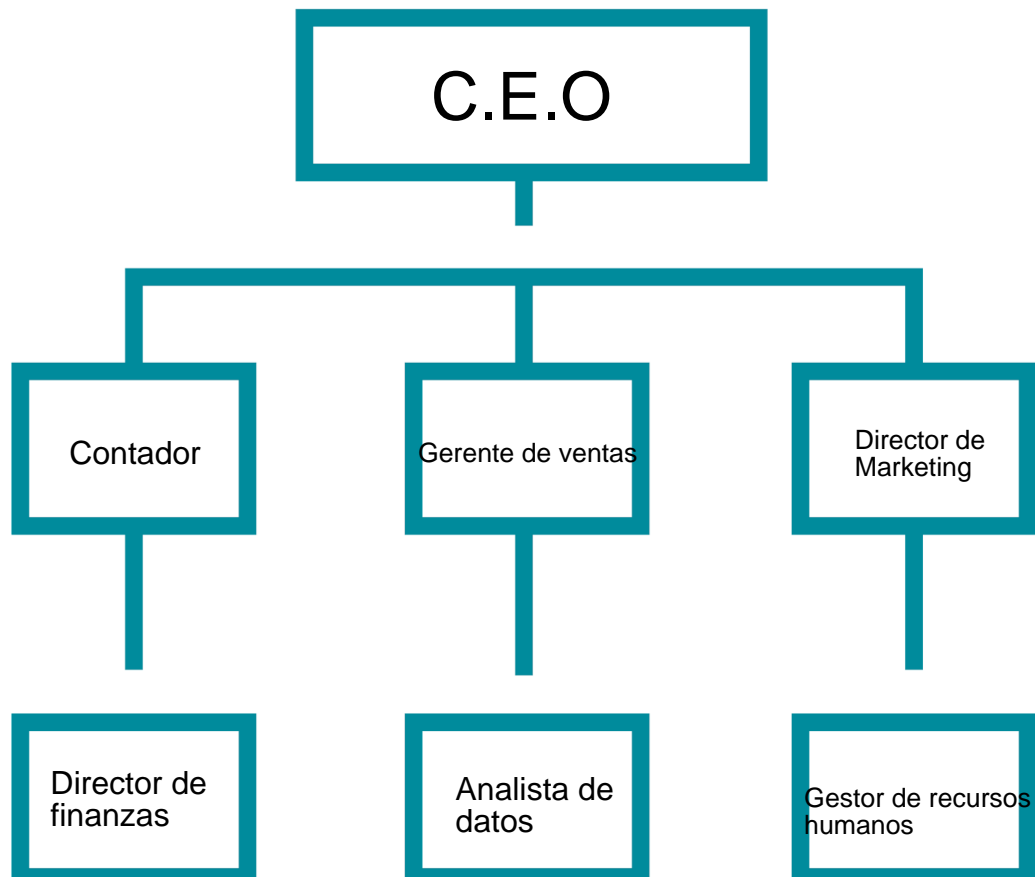 C.E.O
Contador
Gerente de ventas
Director de
Marketing
Director de
finanzas
Analista de
datos
Gestor de recursos
humanos